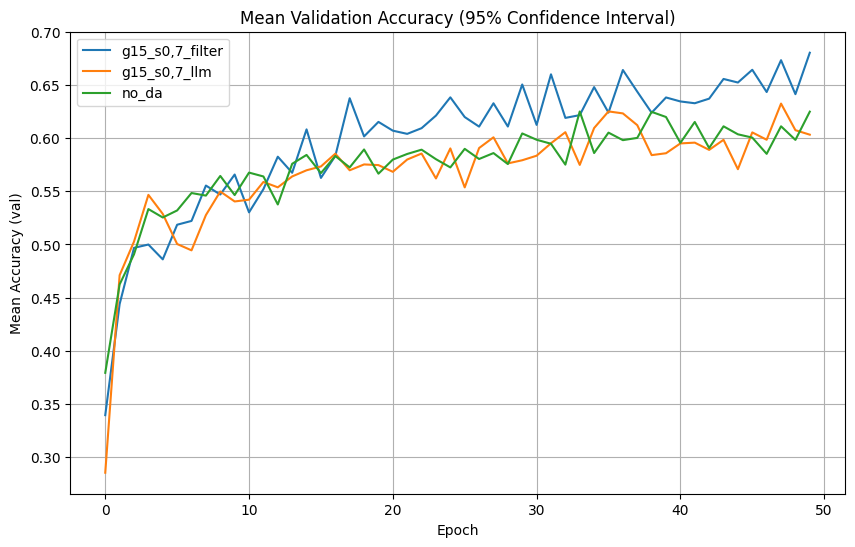 Mean Validation Accuracy (95% Confidence Interval)
g15_s0,7_filter
g15_s0,7_llm
no_da
Mean Accuracy (val)
0.70
0.65
0.60
0.55
0.50
0.45
0.40
0.35
0.30
0 10 20 30 40 50
Epoch